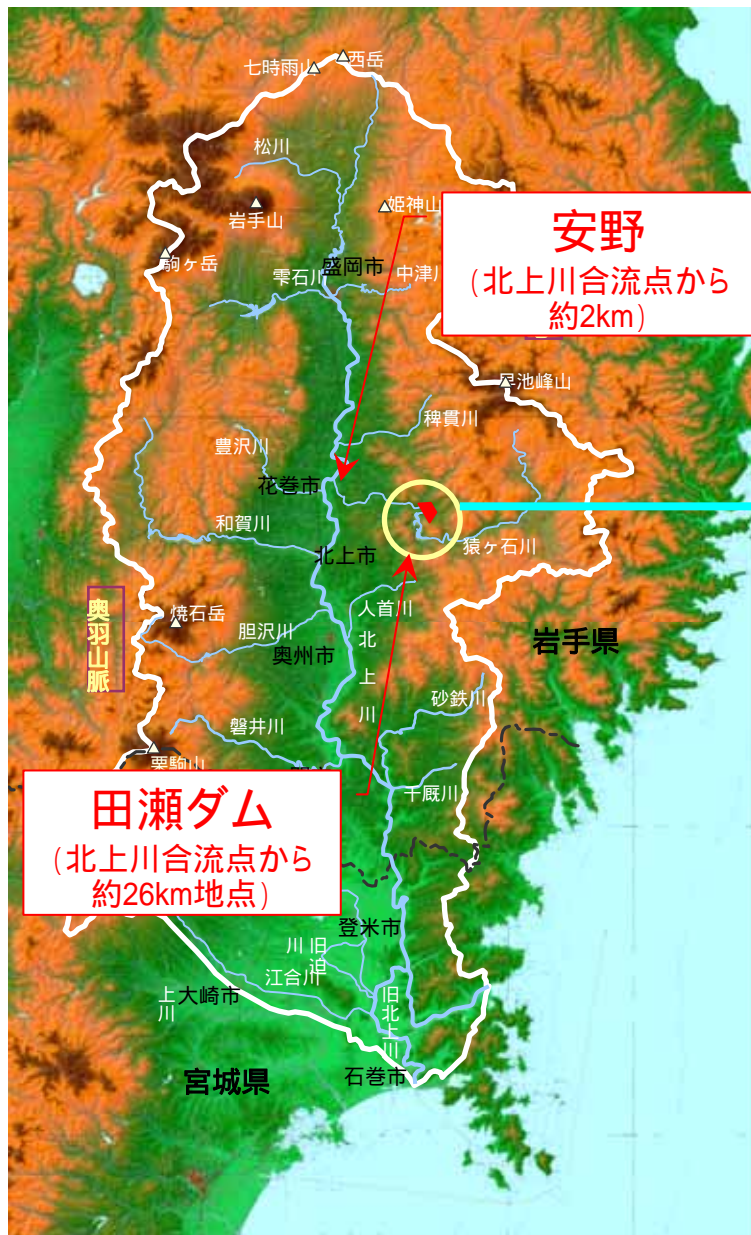 七時雨山
西岳
松川
岩手山
姫神山
駒ヶ岳
雫石川
盛岡市
中津川
安野
(北上川合流点から
約2km)
早池峰山
稗貫川
豊沢川
花巻市
和賀川
北上市
猿ヶ石川
人首川
奥羽山脈
焼石岳
胆沢川
奥州市
北上川
岩手県
砂鉄川
磐井川
栗駒山
千厩川
田瀬ダム
(北上川合流点から
約26km地点)
登米市
旧迫川
江合川
上川
大崎市
旧北上川
宮城県
石巻市